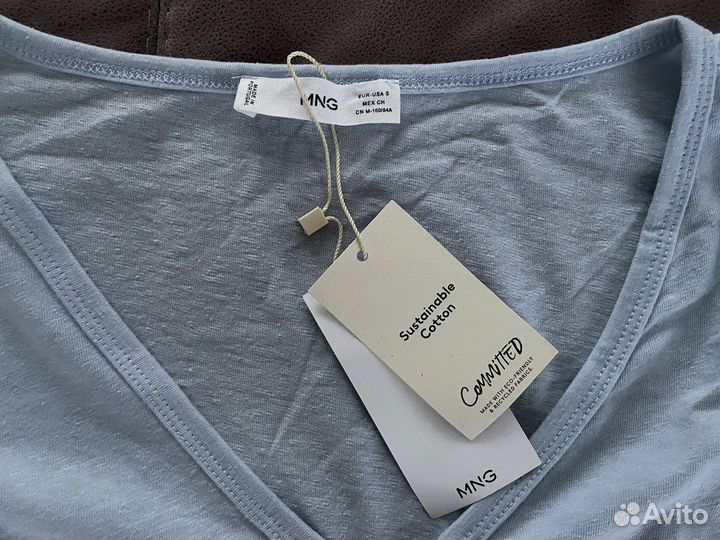 MADE IN
PORTUGAL
MNG
EUR-USA S
MEX CH
CN M-160/84A
Sustainable
Cotton
COMMITTED
MADE WITH ECO-FRIENDLY
& RECYCLED FABRICS.
MNG
Avito